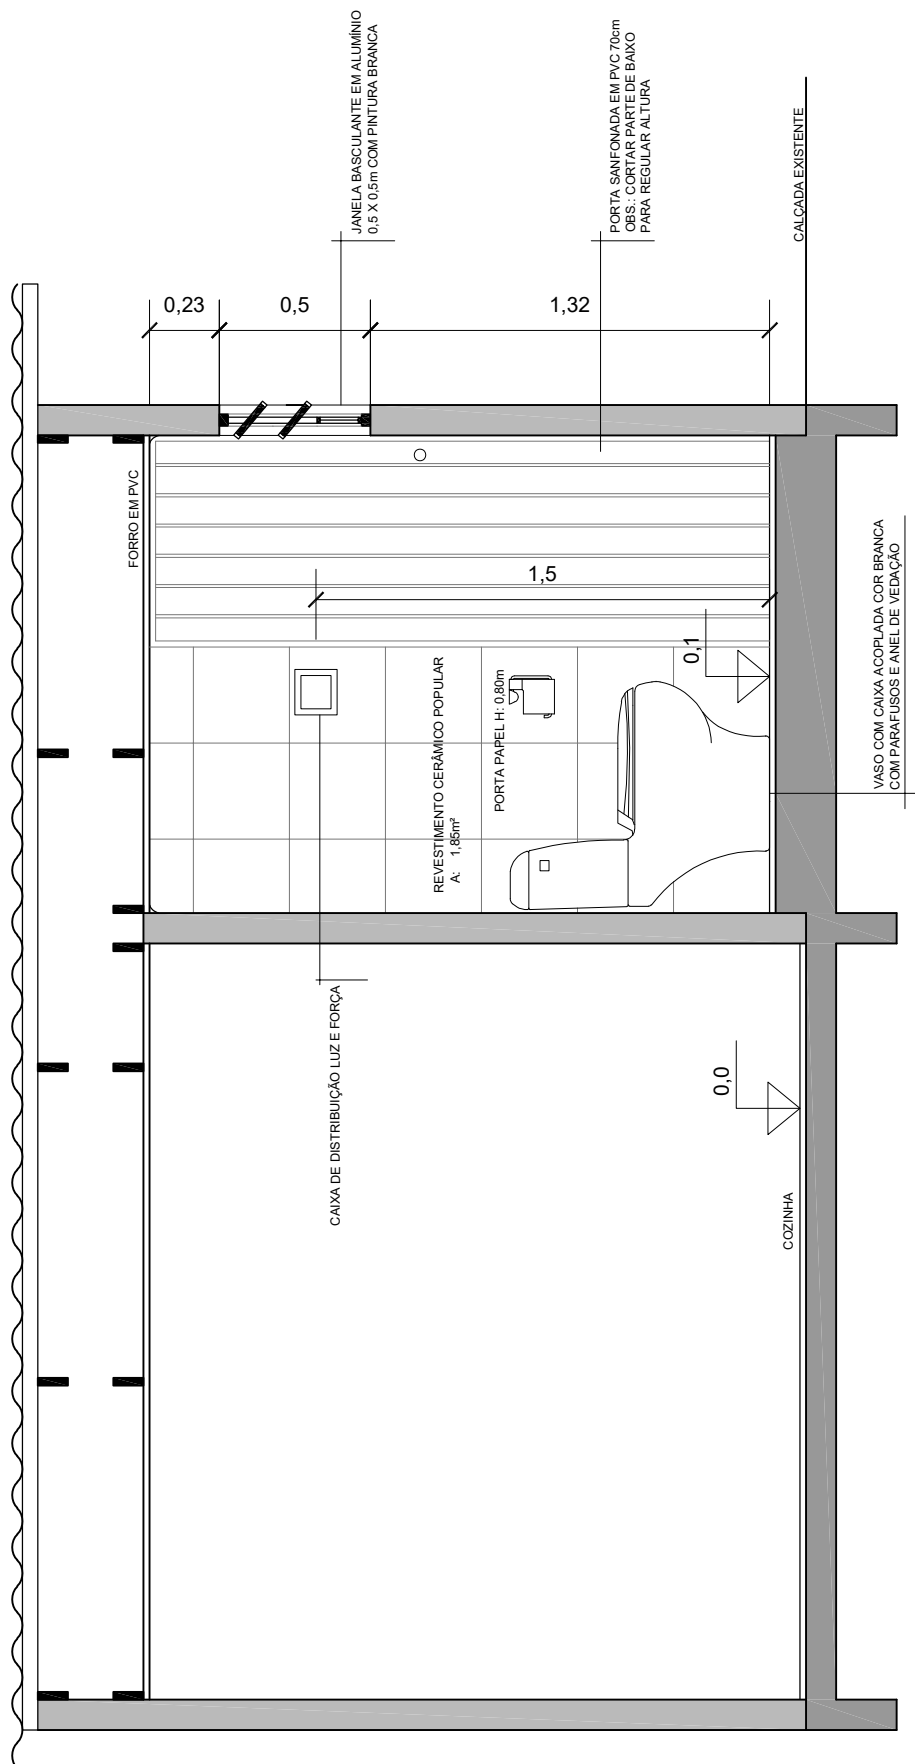 JANELA BASCULANTE EM ALUMÍNIO
0,5 X 0,5m COM PINTURA BRANCA
PORTA SANFONADA EM PVC 70cm
OBS.: CORTAR PARTE DE BAIXO
PARA REGULAR ALTURA
CALÇADA EXISTENTE
0,23
0,5
1,32
FORRO EM PVC
1,5
0,1
REVESTIMENTO CERÂMICO POPULAR
A: 1,85m²
PORTA PAPEL H: 0,80m
VASO COM CAIXA ACOPLADA COR BRANCA
COM PARAFUSOS E ANEL DE VEDAÇÃO
CAIXA DE DISTRIBUIÇÃO LUZ E FORÇA
0,0
COZINHA